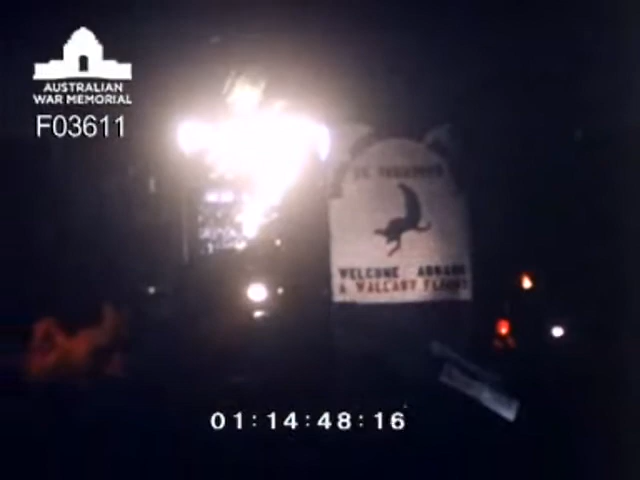 AUSTRALIAN
WAR MEMORIAL
F03611
WELCOME ABOARD
A WALLABY FLIGHT
01:14:48:16